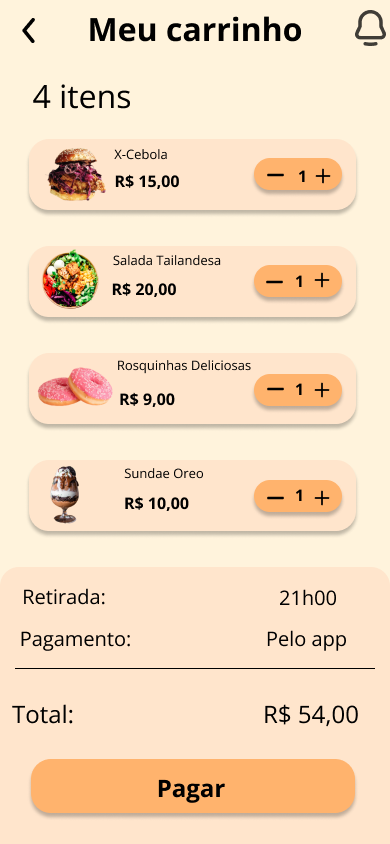 Meu carrinho
4 itens
X-Cebola
R$ 15,00
1
Salada Tailandesa
R$ 20,00
1
Rosquinhas Deliciosas
R$ 9,00
1
Sundae Oreo
R$ 10,00
1
Retirada: 21h00
Pagamento: Pelo app
Total: R$ 54,00
Pagar